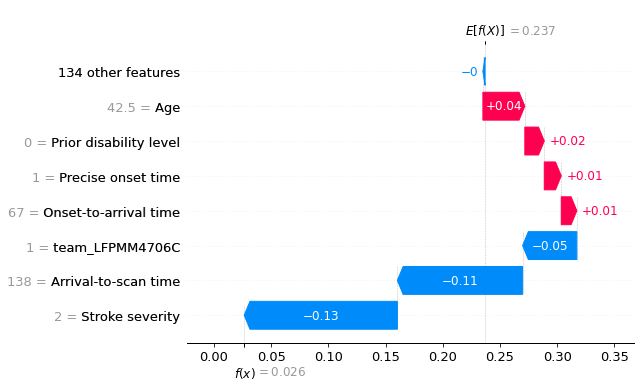 E[f(X)] = 0.237
134 other features
−0
42.5 = Age
+0.04
0 = Prior disability level
+0.02
1 = Precise onset time
+0.01
67 = Onset-to-arrival time
+0.01
1 = team_LFPMM4706C
−0.05
138 = Arrival-to-scan time
−0.11
2 = Stroke severity
−0.13
0.00 0.05 0.10 0.15 0.20 0.25 0.30 0.35
f(x) = 0.026